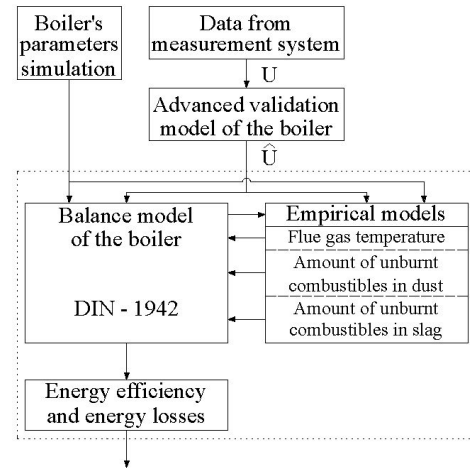 Boiler's
parameters
simulation
Data from
measurement system
U
Advanced validation
model of the boiler
Û
Balance model
of the boiler
DIN - 1942
Empirical models
Flue gas temperature
Amount of unburnt
combustibles in dust
Amount of unburnt
combustibles in slag
Energy efficiency
and energy losses